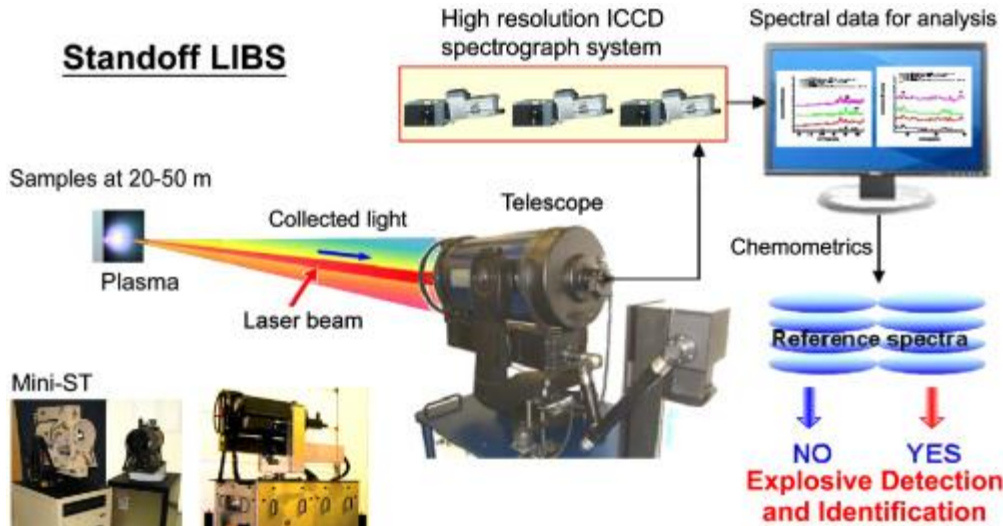 Standoff LIBS
High resolution ICCD
spectrograph system
Spectral data for analysis
Samples at 20-50 m
Collected light
Telescope
Plasma
Laser beam
Chemometrics
Reference spectra
Mini-ST
NO
YES
Explosive Detection
and Identification